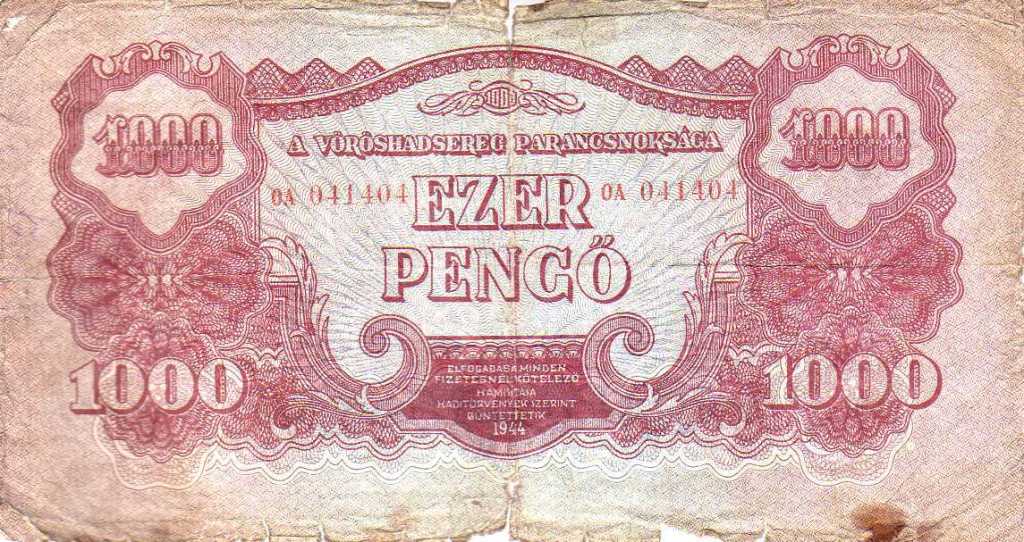 1000 1000
A VÖRÖSHADSEREG PARANCSNOKSÁGA
OA 041404 OA 041404
EZER
PENGŐ
1000 1000
ELFOGADÁSA MINDEN
FIZETÉSNÉL KÖTELEZŐ
HAMISÍTÁSA
HADITÖRVÉNYEK SZERINT
BÜNTETTETIK
1944